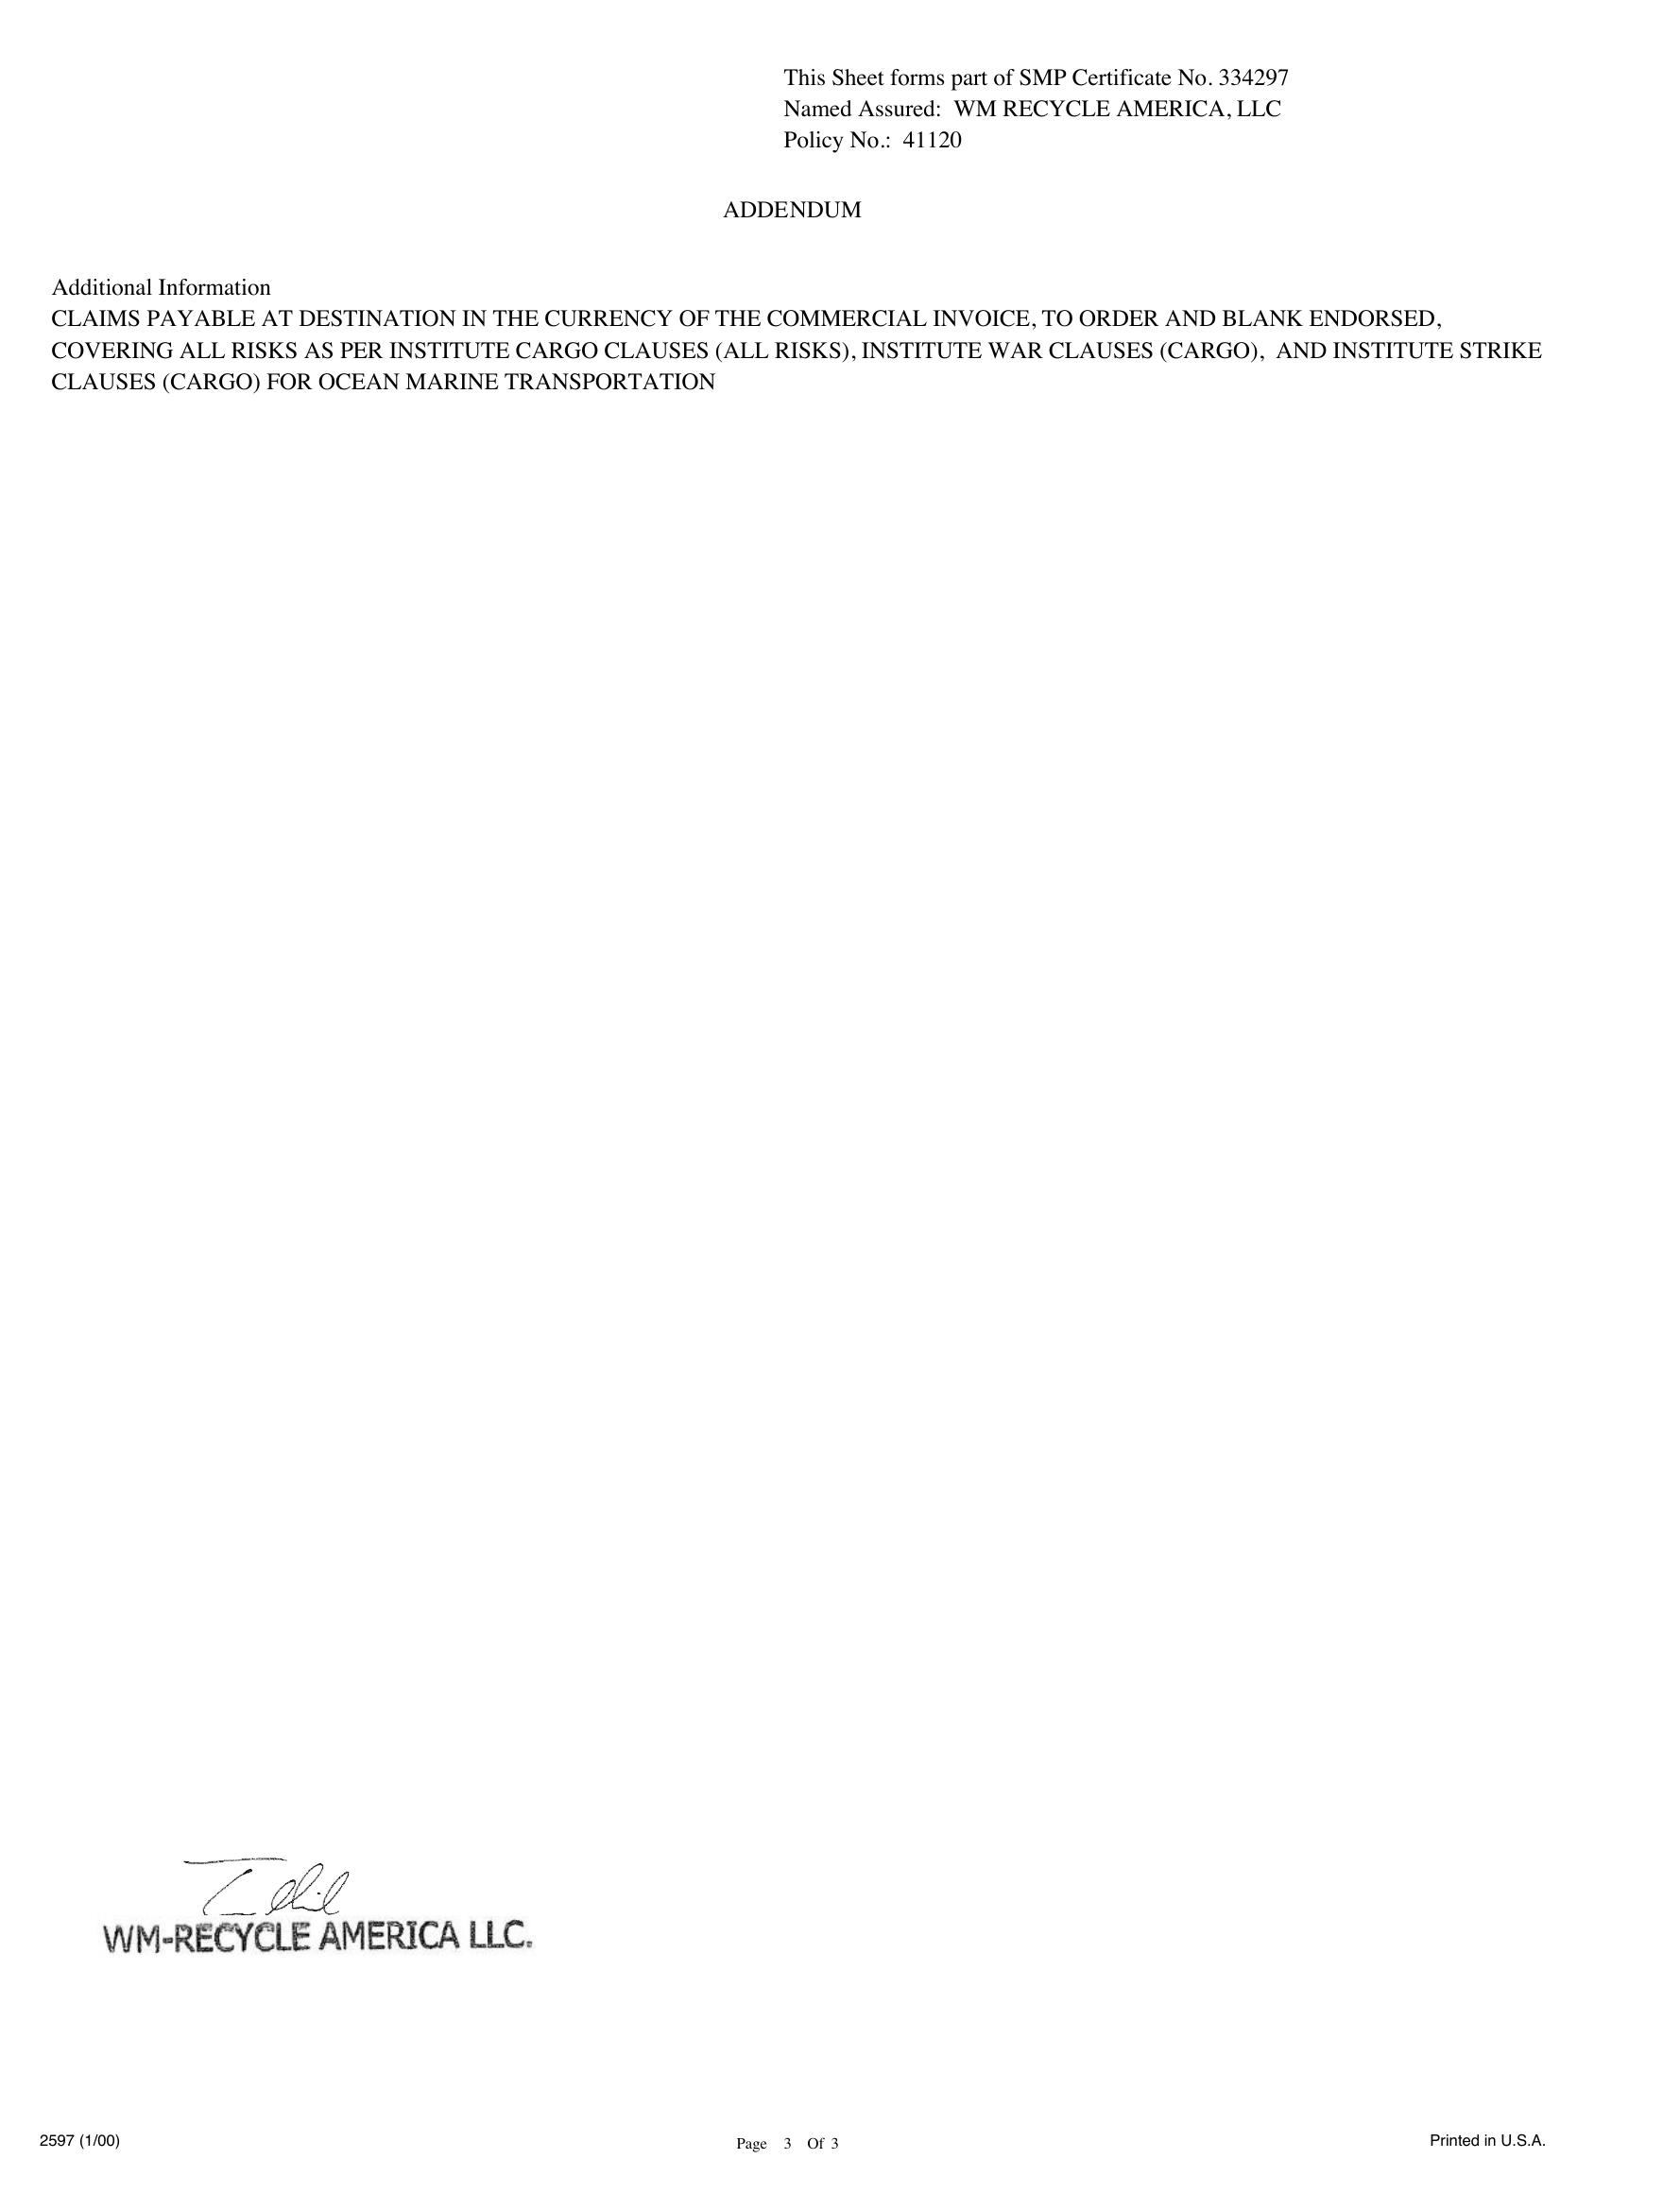 This Sheet forms part of SMP Certificate No. 334297
Named Assured: WM RECYCLE AMERICA, LLC
Policy No.: 41120
ADDENDUM
Additional Information
CLAIMS PAYABLE AT DESTINATION IN THE CURRENCY OF THE COMMERCIAL INVOICE, TO ORDER AND BLANK ENDORSED,
COVERING ALL RISKS AS PER INSTITUTE CARGO CLAUSES (ALL RISKS), INSTITUTE WAR CLAUSES (CARGO), AND INSTITUTE STRIKE
CLAUSES (CARGO) FOR OCEAN MARINE TRANSPORTATION
WM-RECYCLE AMERICA LLC.
2597 (1/00)
Page 3 Of 3
Printed in U.S.A.